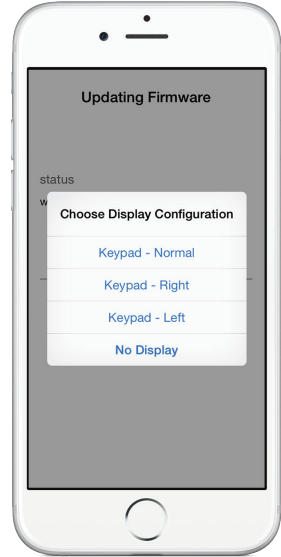 Updating Firmware
status
w
Choose Display Configuration
Keypad - Normal
Keypad - Right
Keypad - Left
No Display